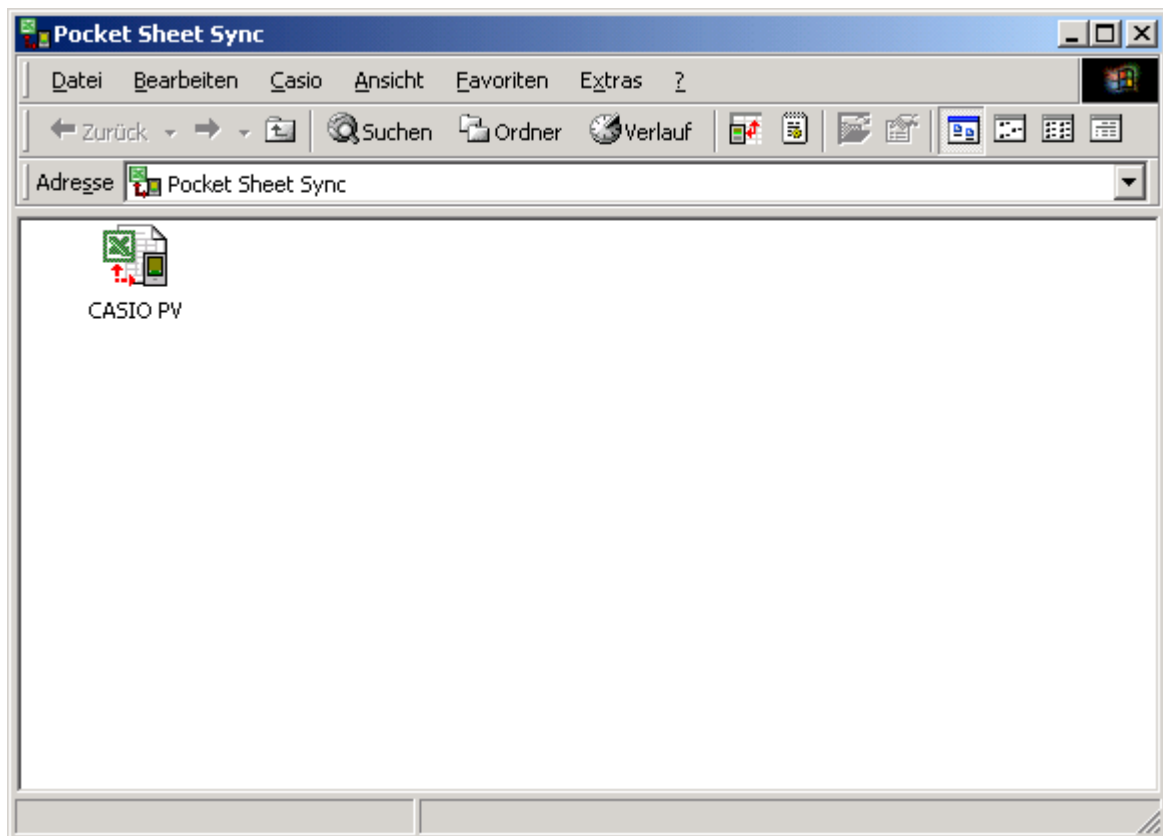 Pocket Sheet Sync
Datei Bearbeiten Casio Ansicht Favoriten Extras ?
Zurück Suchen Ordner Verlauf
Adresse Pocket Sheet Sync
CASIO PV